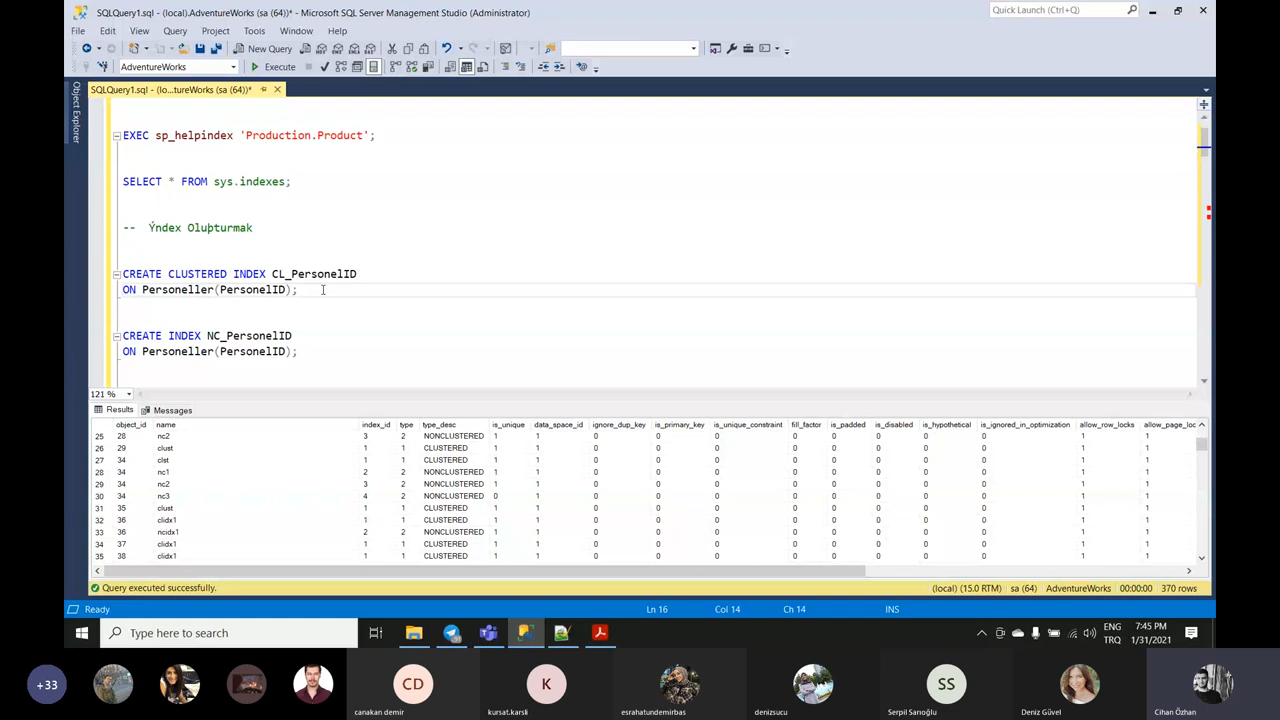 SQLQuery1.sql - (local).AdventureWorks (sa (64))* - Microsoft SQL Server Management Studio (Administrator)
Quick Launch (Ctrl+Q)
File Edit View Query Project Tools Window Help
New Query
AdventureWorks Execute
SQLQuery1.sql - (lo...tureWorks (sa (64))*
Object Explorer
EXEC sp_helpindex 'Production.Product';
SELECT * FROM sys.indexes;
-- Ýndex Oluþturmak
CREATE CLUSTERED INDEX CL_PersonelID
ON Personeller(PersonelID);
CREATE INDEX NC_PersonelID
ON Personeller(PersonelID);
121 %
Results Messages
object_id name index_id type type_desc is_unique data_space_id ignore_dup_key is_primary_key is_unique_constraint fill_factor is_padded is_disabled is_hypothetical is_ignored_in_optimization allow_row_locks allow_page_loc
25 28 nc2 3 2 NONCLUSTERED 1 1 0 0 0 0 0 0 0 0 1 1
26 29 clust 1 1 CLUSTERED 1 1 0 0 0 0 0 0 0 0 1 1
27 34 clst 1 1 CLUSTERED 1 1 0 0 0 0 0 0 0 0 1 1
28 34 nc1 2 2 NONCLUSTERED 1 1 0 0 0 0 0 0 0 0 1 1
29 34 nc2 3 2 NONCLUSTERED 1 1 0 0 0 0 0 0 0 0 1 1
30 34 nc3 4 2 NONCLUSTERED 0 1 0 0 0 0 0 0 0 0 1 1
31 35 clust 1 1 CLUSTERED 1 1 0 0 0 0 0 0 0 0 1 1
32 36 clidx1 1 1 CLUSTERED 1 1 0 0 0 0 0 0 0 0 1 1
33 36 ncidx1 2 2 NONCLUSTERED 1 1 0 0 0 0 0 0 0 0 1 1
34 37 clidx1 1 1 CLUSTERED 1 1 0 0 0 0 0 0 0 0 1 1
35 38 clidx1 1 1 CLUSTERED 1 1 0 0 0 0 0 0 0 0 1 1
Query executed successfully. (local) (15.0 RTM) sa (64) AdventureWorks 00:00:00 370 rows
Ready Ln 16 Col 14 Ch 14 INS
Type here to search
ENG 7:45 PM
TRQ 1/31/2021
+33 CD K SS
canakan demir kursat.karsli esrahatundemirbas denizsucu Serpil Sarıoğlu Deniz Güvel Cihan Özhan